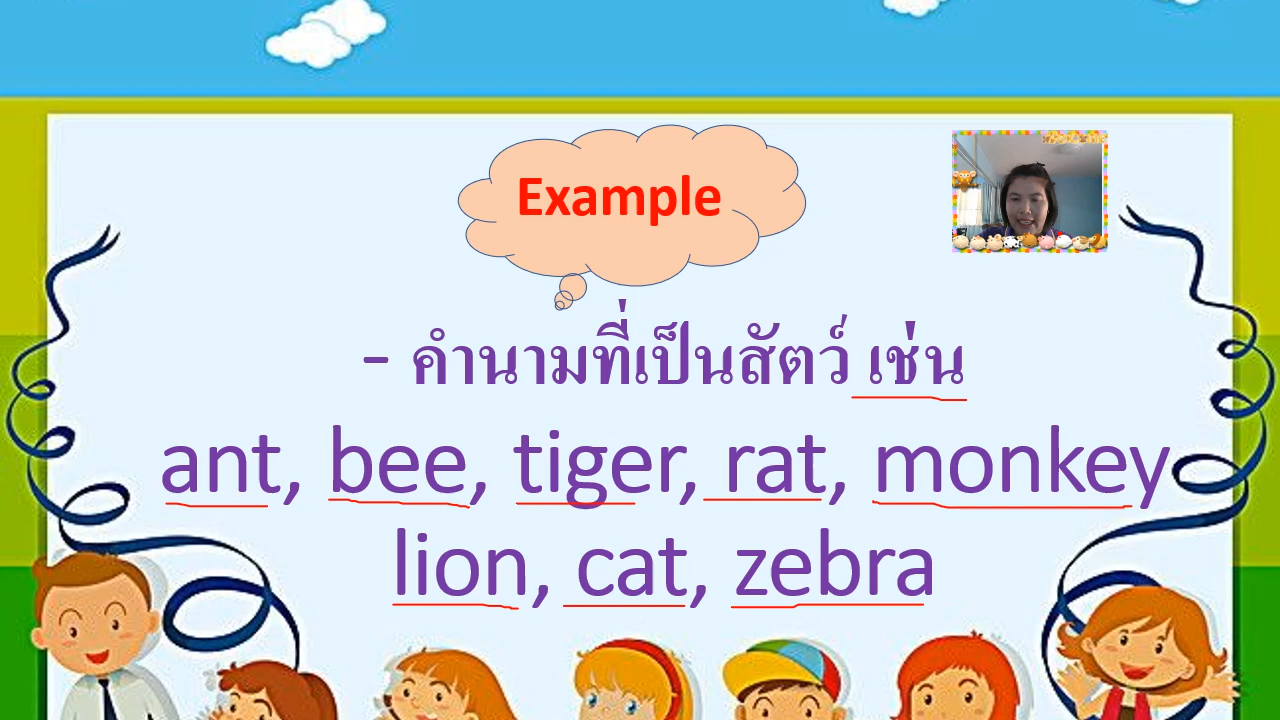 Example
- คำนามที่เป็นสัตว์ เช่น
ant, bee, tiger, rat, monkey
lion, cat, zebra